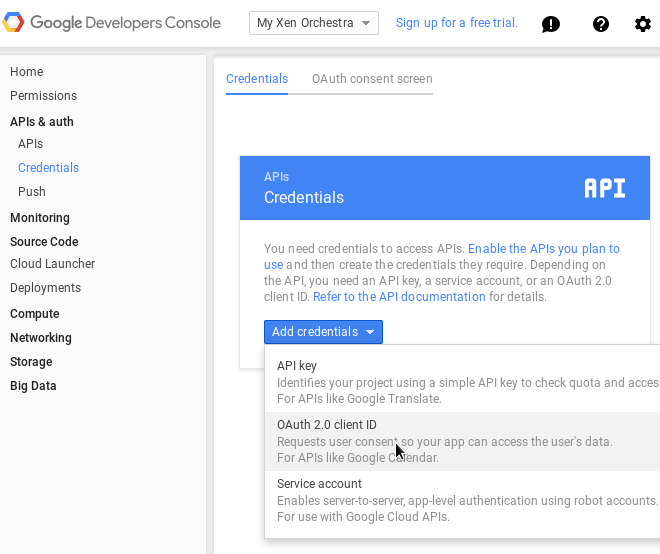 Google Developers Console
My Xen Orchestra
Sign up for a free trial.
Home
Permissions
APIs & auth
APIs
Credentials
Push
Monitoring
Source Code
Cloud Launcher
Deployments
Compute
Networking
Storage
Big Data
Credentials
OAuth consent screen
APIs
Credentials
API
You need credentials to access APIs. Enable the APIs you plan to
use and then create the credentials they require. Depending on
the API, you need an API key, a service account, or an OAuth 2.0
client ID. Refer to the API documentation for details.
Add credentials
API key
Identifies your project using a simple API key to check quota and acces
For APIs like Google Translate.
OAuth 2.0 client ID
Requests user consent so your app can access the user's data.
For APIs like Google Calendar.
Service account
Enables server-to-server, app-level authentication using robot accounts.
For use with Google Cloud APIs.